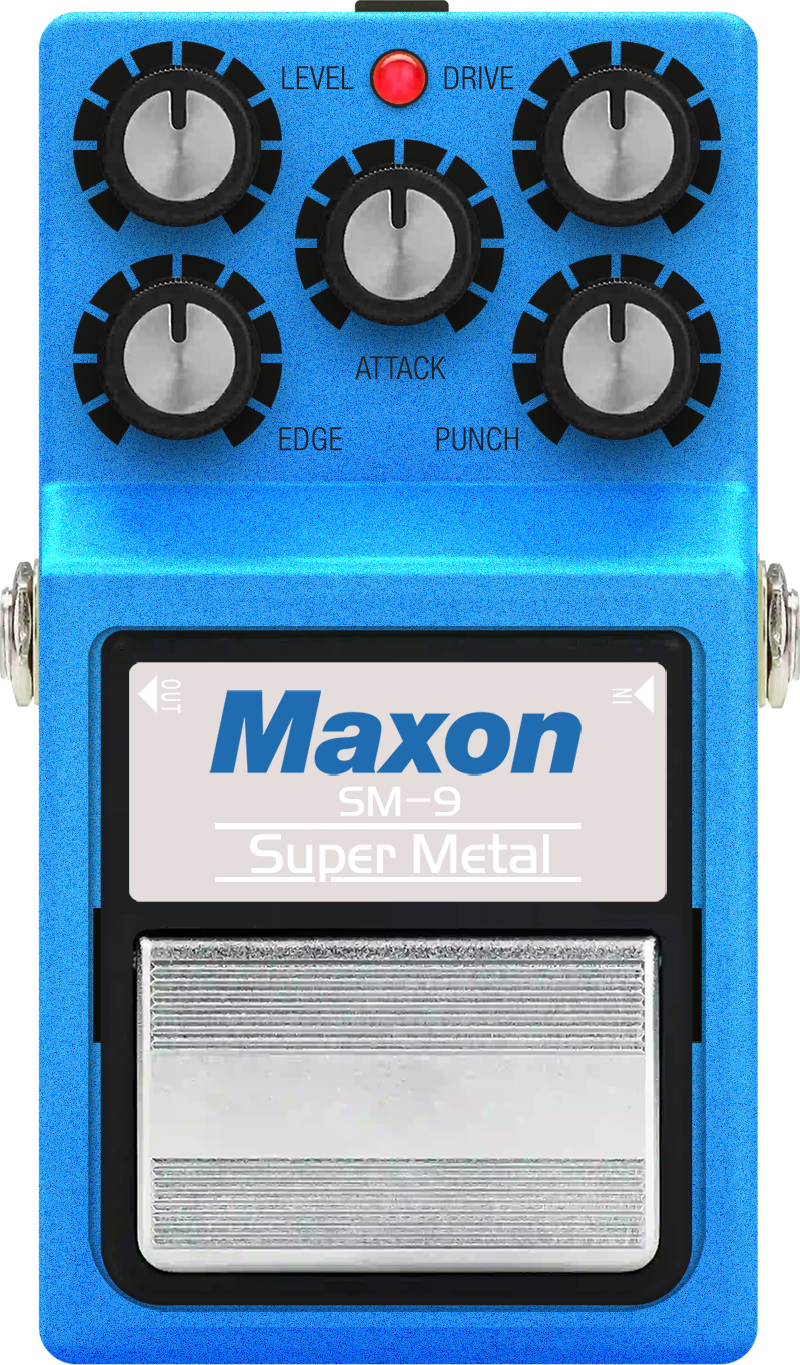 LEVEL DRIVE
ATTACK
EDGE PUNCH
OUT IN
Maxon
SM-9
Super Metal